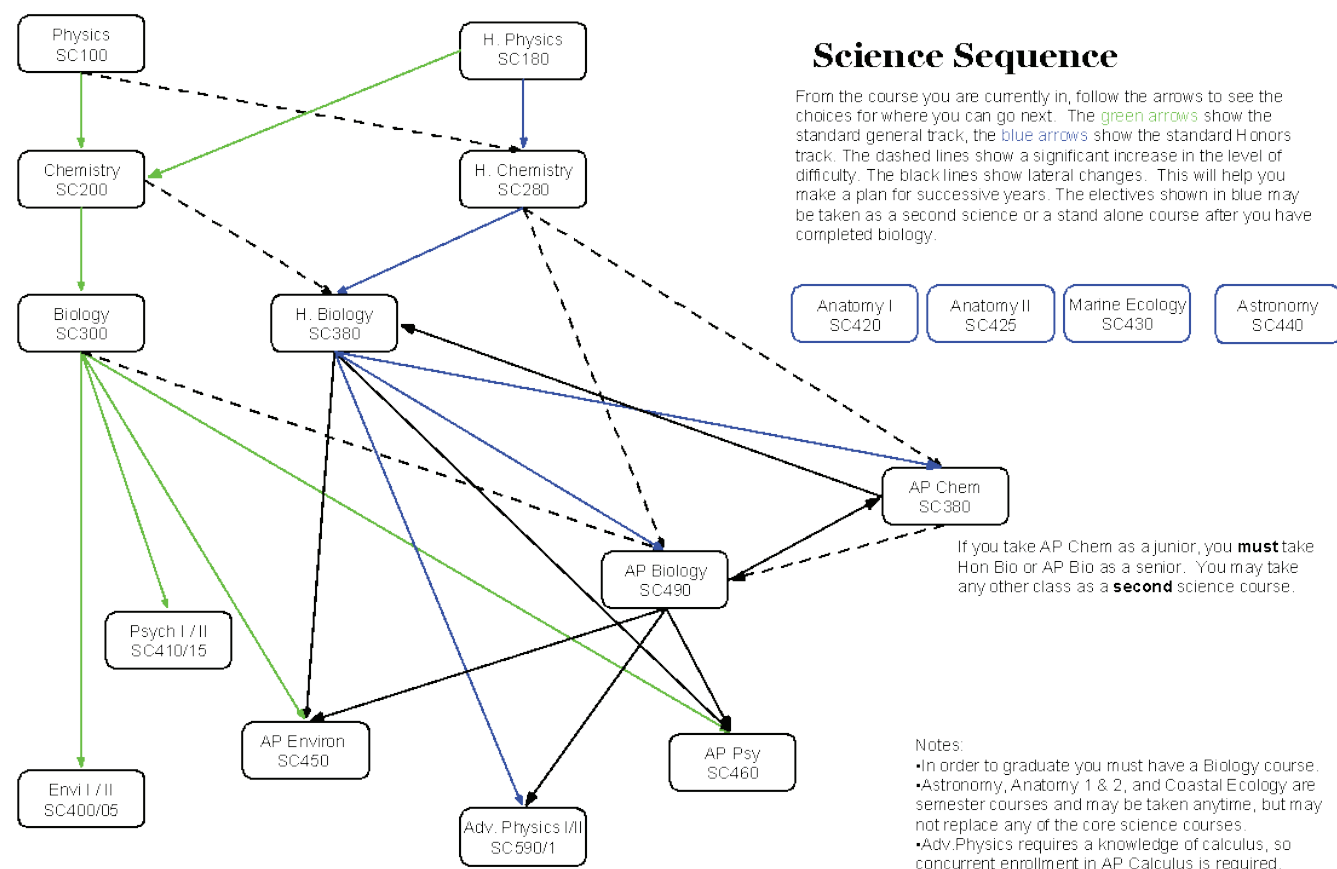 Physics
SC100
H. Physics
SC180
Science Sequence
From the course you are currently in, follow the arrows to see the
choices for where you can go next. The green arrows show the
standard general track, the blue arrows show the standard Honors
track. The dashed lines show a significant increase in the level of
difficulty. The black lines show lateral changes. This will help you
make a plan for successive years. The electives shown in blue may
be taken as a second science or a stand alone course after you have
completed biology.
Chemistry
SC200
H. Chemistry
SC280
Biology
SC300
H. Biology
SC380
Anatomy I
SC420
Anatomy II
SC425
Marine Ecology
SC430
Astronomy
SC440
AP Chem
SC380
If you take AP Chem as a junior, you must take
Hon Bio or AP Bio as a senior. You may take
any other class as a second science course.
AP Biology
SC490
Psych I / II
SC410/15
AP Environ
SC450
AP Psy
SC460
Envi I / II
SC400/05
Adv. Physics I/II
SC590/1
Notes:
•In order to graduate you must have a Biology course.
•Astronomy, Anatomy 1 & 2, and Coastal Ecology are
semester courses and may be taken anytime, but may
not replace any of the core science courses.
•Adv.Physics requires a knowledge of calculus, so
concurrent enrollment in AP Calculus is required.